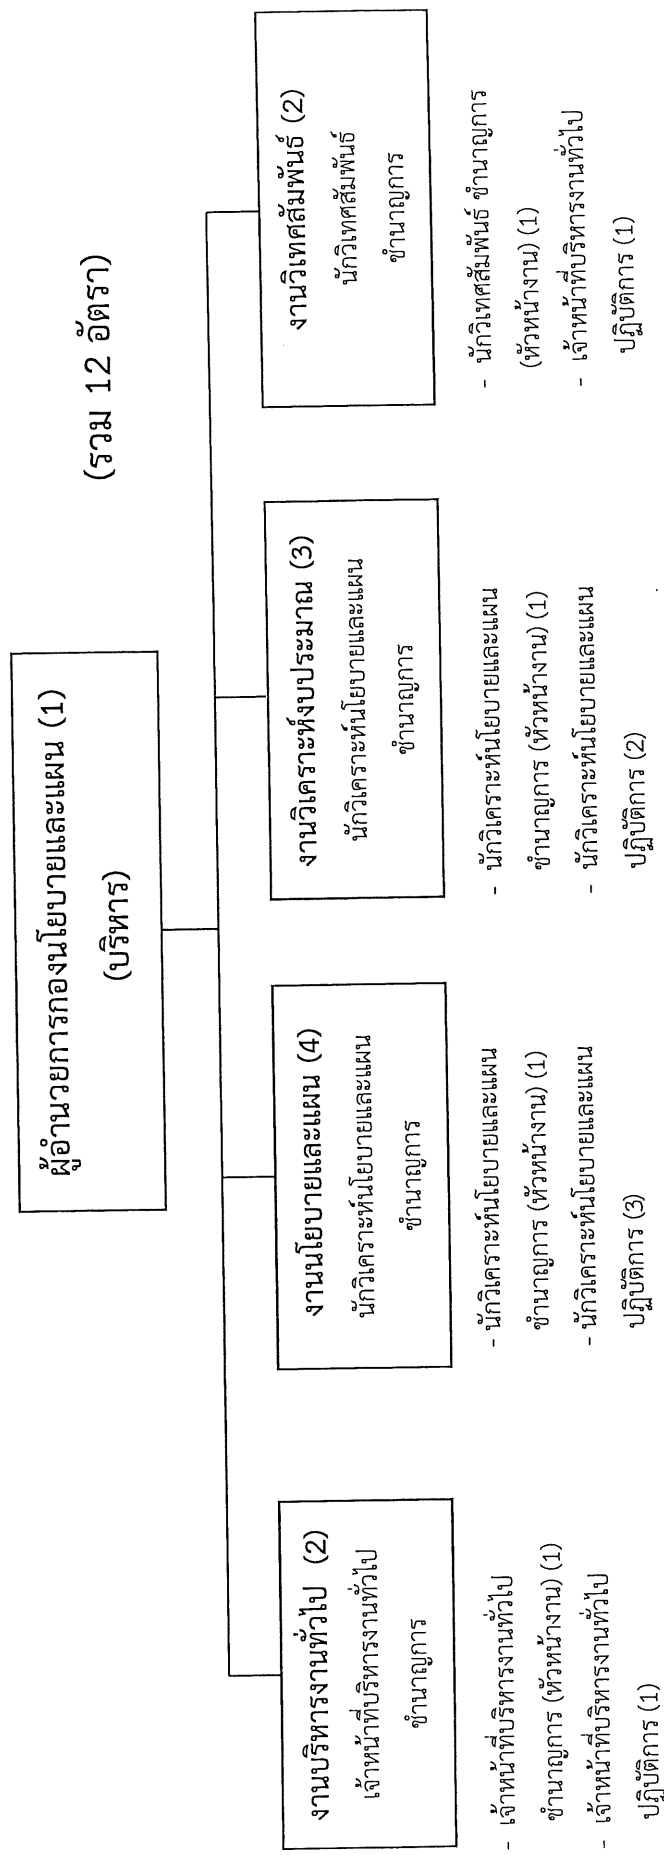 (รวม 12 อัตรา)
ผู้อำนวยการกองนโยบายและแผน (1)
(บริหาร)
งานบริหารงานทั่วไป (2)
เจ้าหน้าที่บริหารงานทั่วไป
ชำนาญการ
- เจ้าหน้าที่บริหารงานทั่วไป
ชำนาญการ (หัวหน้างาน) (1)
- เจ้าหน้าที่บริหารงานทั่วไป
ปฏิบัติการ (1)
งานนโยบายและแผน (4)
นักวิเคราะห์นโยบายและแผน
ชำนาญการ
- นักวิเคราะห์นโยบายและแผน
ชำนาญการ (หัวหน้างาน) (1)
- นักวิเคราะห์นโยบายและแผน
ปฏิบัติการ (3)
งานวิเคราะห์งบประมาณ (3)
นักวิเคราะห์นโยบายและแผน
ชำนาญการ
- นักวิเคราะห์นโยบายและแผน
ชำนาญการ (หัวหน้างาน) (1)
- นักวิเคราะห์นโยบายและแผน
ปฏิบัติการ (2)
งานวิเทศสัมพันธ์ (2)
นักวิเทศสัมพันธ์
ชำนาญการ
- นักวิเทศสัมพันธ์ ชำนาญการ
(หัวหน้างาน) (1)
- เจ้าหน้าที่บริหารงานทั่วไป
ปฏิบัติการ (1)